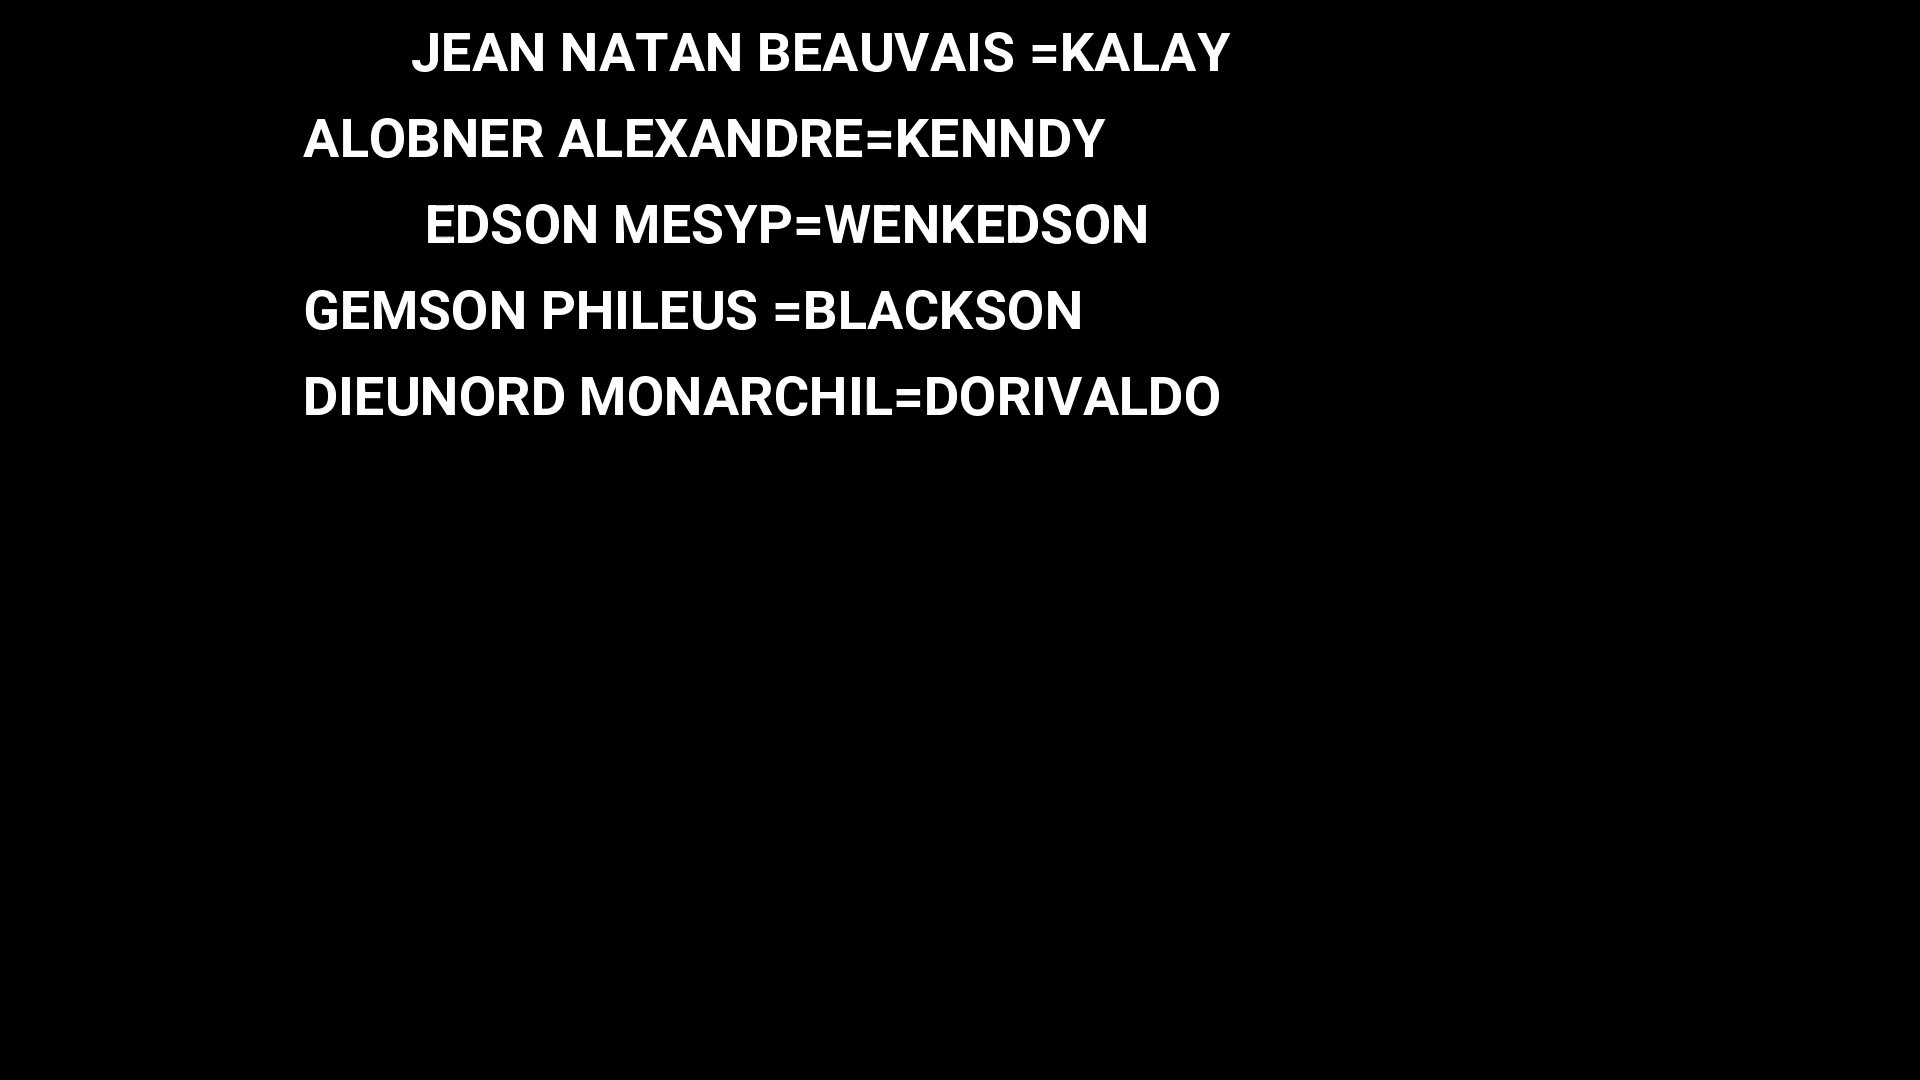 JEAN NATAN BEAUVAIS =KALAY
ALOBNER ALEXANDRE=KENNDY
EDSON MESYP=WENKEDSON
GEMSON PHILEUS =BLACKSON
DIEUNORD MONARCHIL=DORIVALDO